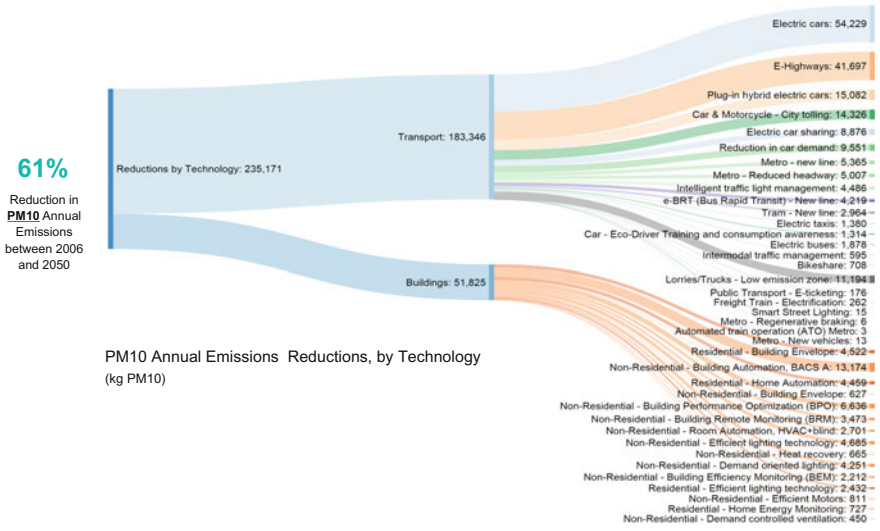 61%
Reduction in
PM10 Annual
Emissions
between 2006
and 2050
Reductions by Technology: 235,171
Transport: 183,346
Buildings: 51,825
PM10 Annual Emissions Reductions, by Technology
(kg PM10)
Electric cars: 54,229
E-Highways: 41,697
Plug-in hybrid electric cars: 15,082
Car & Motorcycle - City tolling: 14,326
Electric car sharing: 8,876
Reduction in car demand: 9,551
Metro - new line: 5,365
Metro - Reduced headway: 5,007
Intelligent traffic light management: 4,486
e-BRT (Bus Rapid Transit) - New line: 4,219
Tram - New line: 2,964
Electric taxis: 1,380
Car - Eco-Driver Training and consumption awareness: 1,314
Electric buses: 1,878
Intermodal traffic management: 595
Bikeshare: 708
Lorries/Trucks - Low emission zone: 11,194
Public Transport - E-ticketing: 176
Freight Train - Electrification: 262
Smart Street Lighting: 15
Metro - Regenerative braking: 6
Automated train operation (ATO) Metro: 3
Metro - New vehicles: 13
Residential - Building Envelope: 4,522
Non-Residential - Building Automation, BACS A: 13,174
Residential - Home Automation: 4,459
Non-Residential - Building Envelope: 627
Non-Residential - Building Performance Optimization (BPO): 6,636
Non-Residential - Building Remote Monitoring (BRM): 3,473
Non-Residential - Room Automation, HVAC+blind: 2,701
Non-Residential - Efficient lighting technology: 4,685
Non-Residential - Heat recovery: 665
Non-Residential - Demand oriented lighting: 4,251
Non-Residential - Building Efficiency Monitoring (BEM): 2,212
Residential - Efficient lighting technology: 2,432
Non-Residential - Efficient Motors: 811
Residential - Home Energy Monitoring: 727
Non-Residential - Demand controlled ventilation: 450